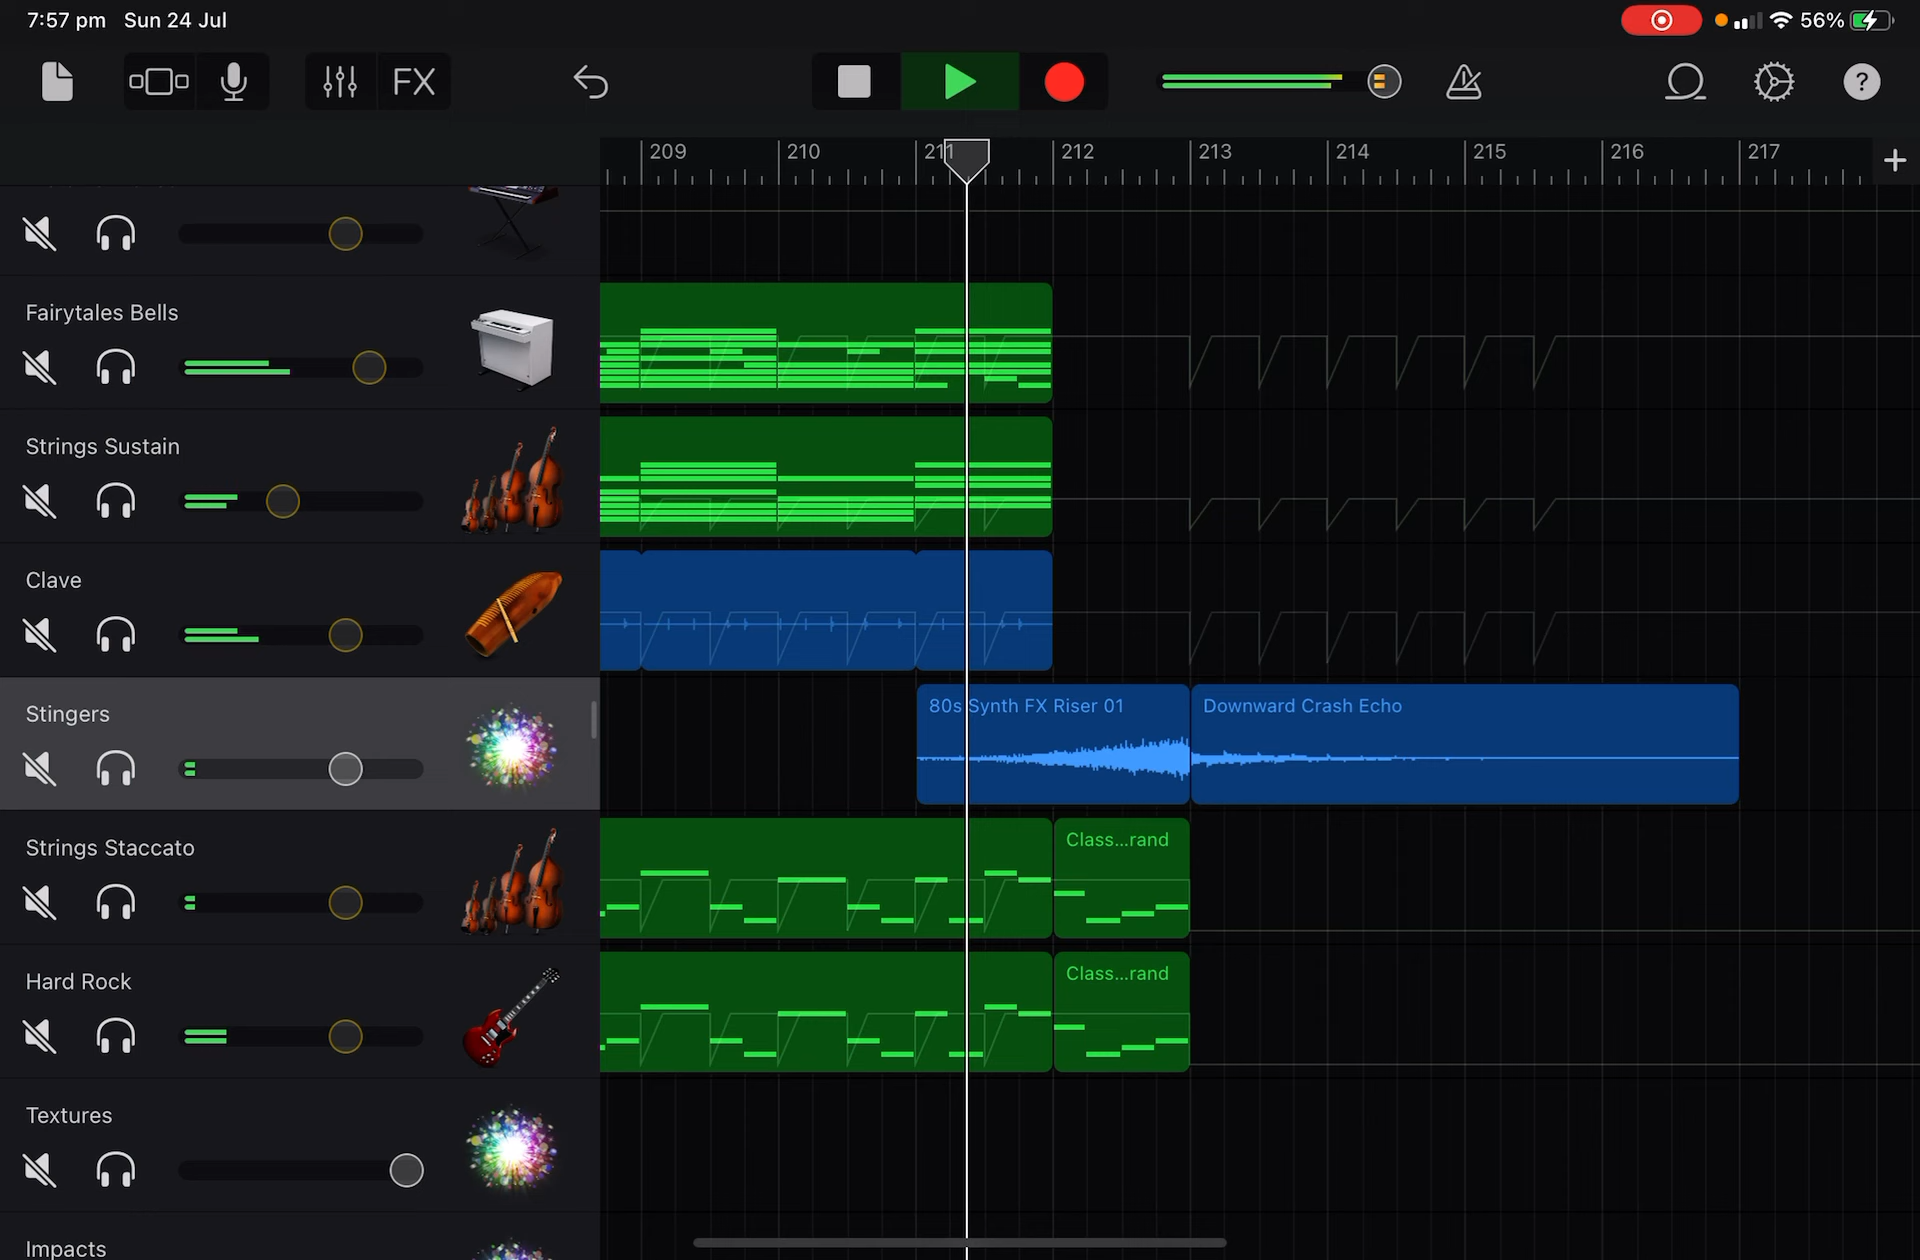 7:57 pm Sun 24 Jul
56%
FX
?
209 210 211 212 213 214 215 216 217
Fairytales Bells
Strings Sustain
Clave
Stingers
80s Synth FX Riser 01
Downward Crash Echo
Strings Staccato
Class...rand
Hard Rock
Class...rand
Textures
Impacts